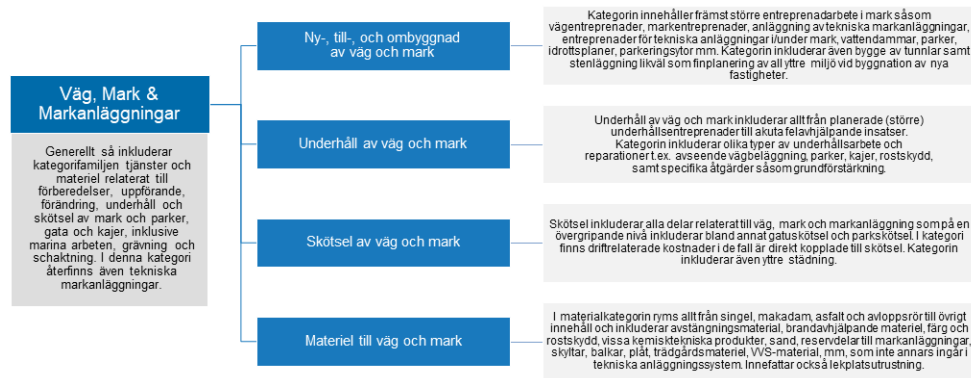 Väg, Mark &
Markanläggningar
Generellt så inkluderar
kategorifamiljen tjänster och
materiel relaterat till
förberedelser, uppförande,
förändring, underhåll och
skötsel av mark och parker,
gata och kajer, inklusive
marina arbeten, grävning och
schaktning. I denna kategori
återfinns även tekniska
markanläggningar.
Ny-, till-, och ombyggnad
av väg och mark
Kategorin innehåller främst större entreprenadarbete i mark såsom
vägentreprenader, markentreprenader, anläggning av tekniska markanläggningar,
entreprenader för tekniska anläggningar i/under mark, vattendammar, parker,
idrottsplaner, parkeringsytor mm. Kategorin inkluderar även bygge av tunnlar samt
stenläggning likväl som finplanering av all yttre miljö vid byggnation av nya
fastigheter.
Underhåll av väg och mark
Underhåll av väg och mark inkluderar allt från planerade (större)
underhållsentreprenader till akuta felavhjälpande insatser.
Kategorin inkluderar olika typer av underhållsarbete och
reparationer t.ex. avseende vägbeläggning, parker, kajer, rostskydd,
samt specifika åtgärder såsom grundförstärkning.
Skötsel av väg och mark
Skötsel inkluderar alla delar relaterat till väg, mark och markanläggning som på en
övergripande nivå inkluderar bland annat gatuskötsel och parkskötsel. I kategori
finns driftrelaterade kostnader i de fall är direkt kopplade till skötsel. Kategorin
inkluderar även yttre städning.
Materiel till väg och mark
I materialkategorin ryms allt från singel, makadam, asfalt och avloppsrör till övrigt
innehåll och inkluderar avstängningsmaterial, brandavhjälpande materiel, färg och
rostskydd, vissa kemisktekniska produkter, sand, reservdelar till markanläggningar,
skyltar, balkar, plåt, trädgårdsmateriel, VVS-material, mm, som inte annars ingår i
tekniska anläggningssystem. Innefattar också lekplatsutrustning.